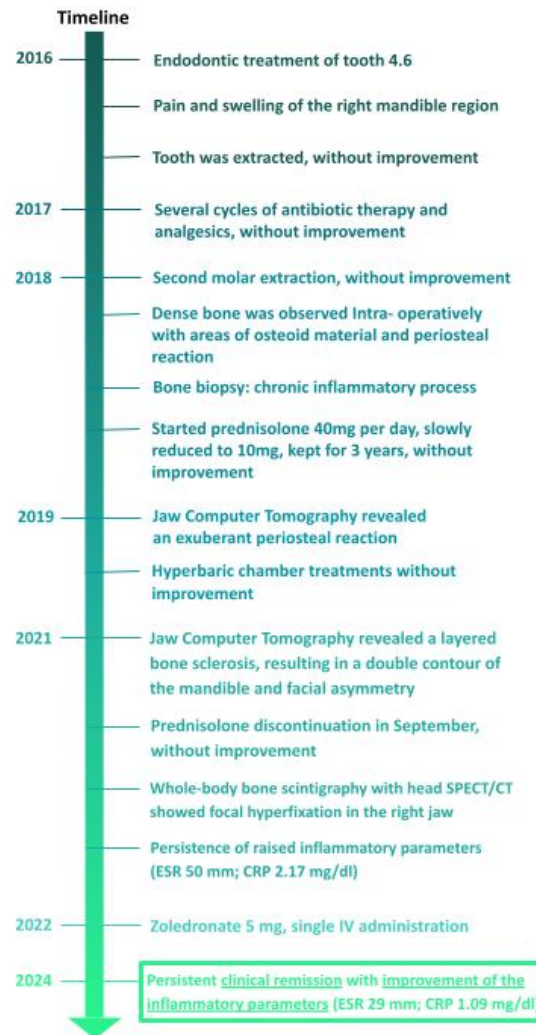 Timeline
2016
Endodontic treatment of tooth 4.6
Pain and swelling of the right mandible region
Tooth was extracted, without improvement
2017
Several cycles of antibiotic therapy and
analgesics, without improvement
2018
Second molar extraction, without improvement
Dense bone was observed Intra- operatively
with areas of osteoid material and periosteal
reaction
Bone biopsy: chronic inflammatory process
Started prednisolone 40mg per day, slowly
reduced to 10mg, kept for 3 years, without
improvement
2019
Jaw Computer Tomography revealed
an exuberant periosteal reaction
Hyperbaric chamber treatments without
improvement
2021
Jaw Computer Tomography revealed a layered
bone sclerosis, resulting in a double contour of
the mandible and facial asymmetry
Prednisolone discontinuation in September,
without improvement
Whole-body bone scintigraphy with head SPECT/CT
showed focal hyperfixation in the right jaw
Persistence of raised inflammatory parameters
(ESR 50 mm; CRP 2.17 mg/dl)
2022
Zoledronate 5 mg, single IV administration
2024
Persistent clinical remission with improvement of the
inflammatory parameters (ESR 29 mm; CRP 1.09 mg/dl)